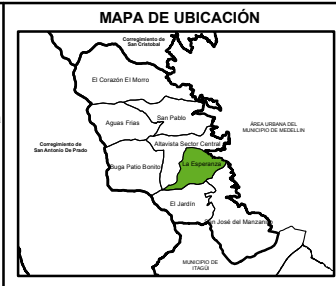 MAPA DE UBICACIÓN
Corregimiento de
San Cristobal
El Corazón El Morro
Aguas Frias
San Pablo
ÁREA URBANA DEL
MUNICIPIO DE MEDELLIN
Corregimiento de
San Antonio De Prado
Altavista Sector Central
Buga Patio Bonito
La Esperanza
El Jardín
San José del Manzanillo
MUNICIPIO DE
ITAGÜÍ